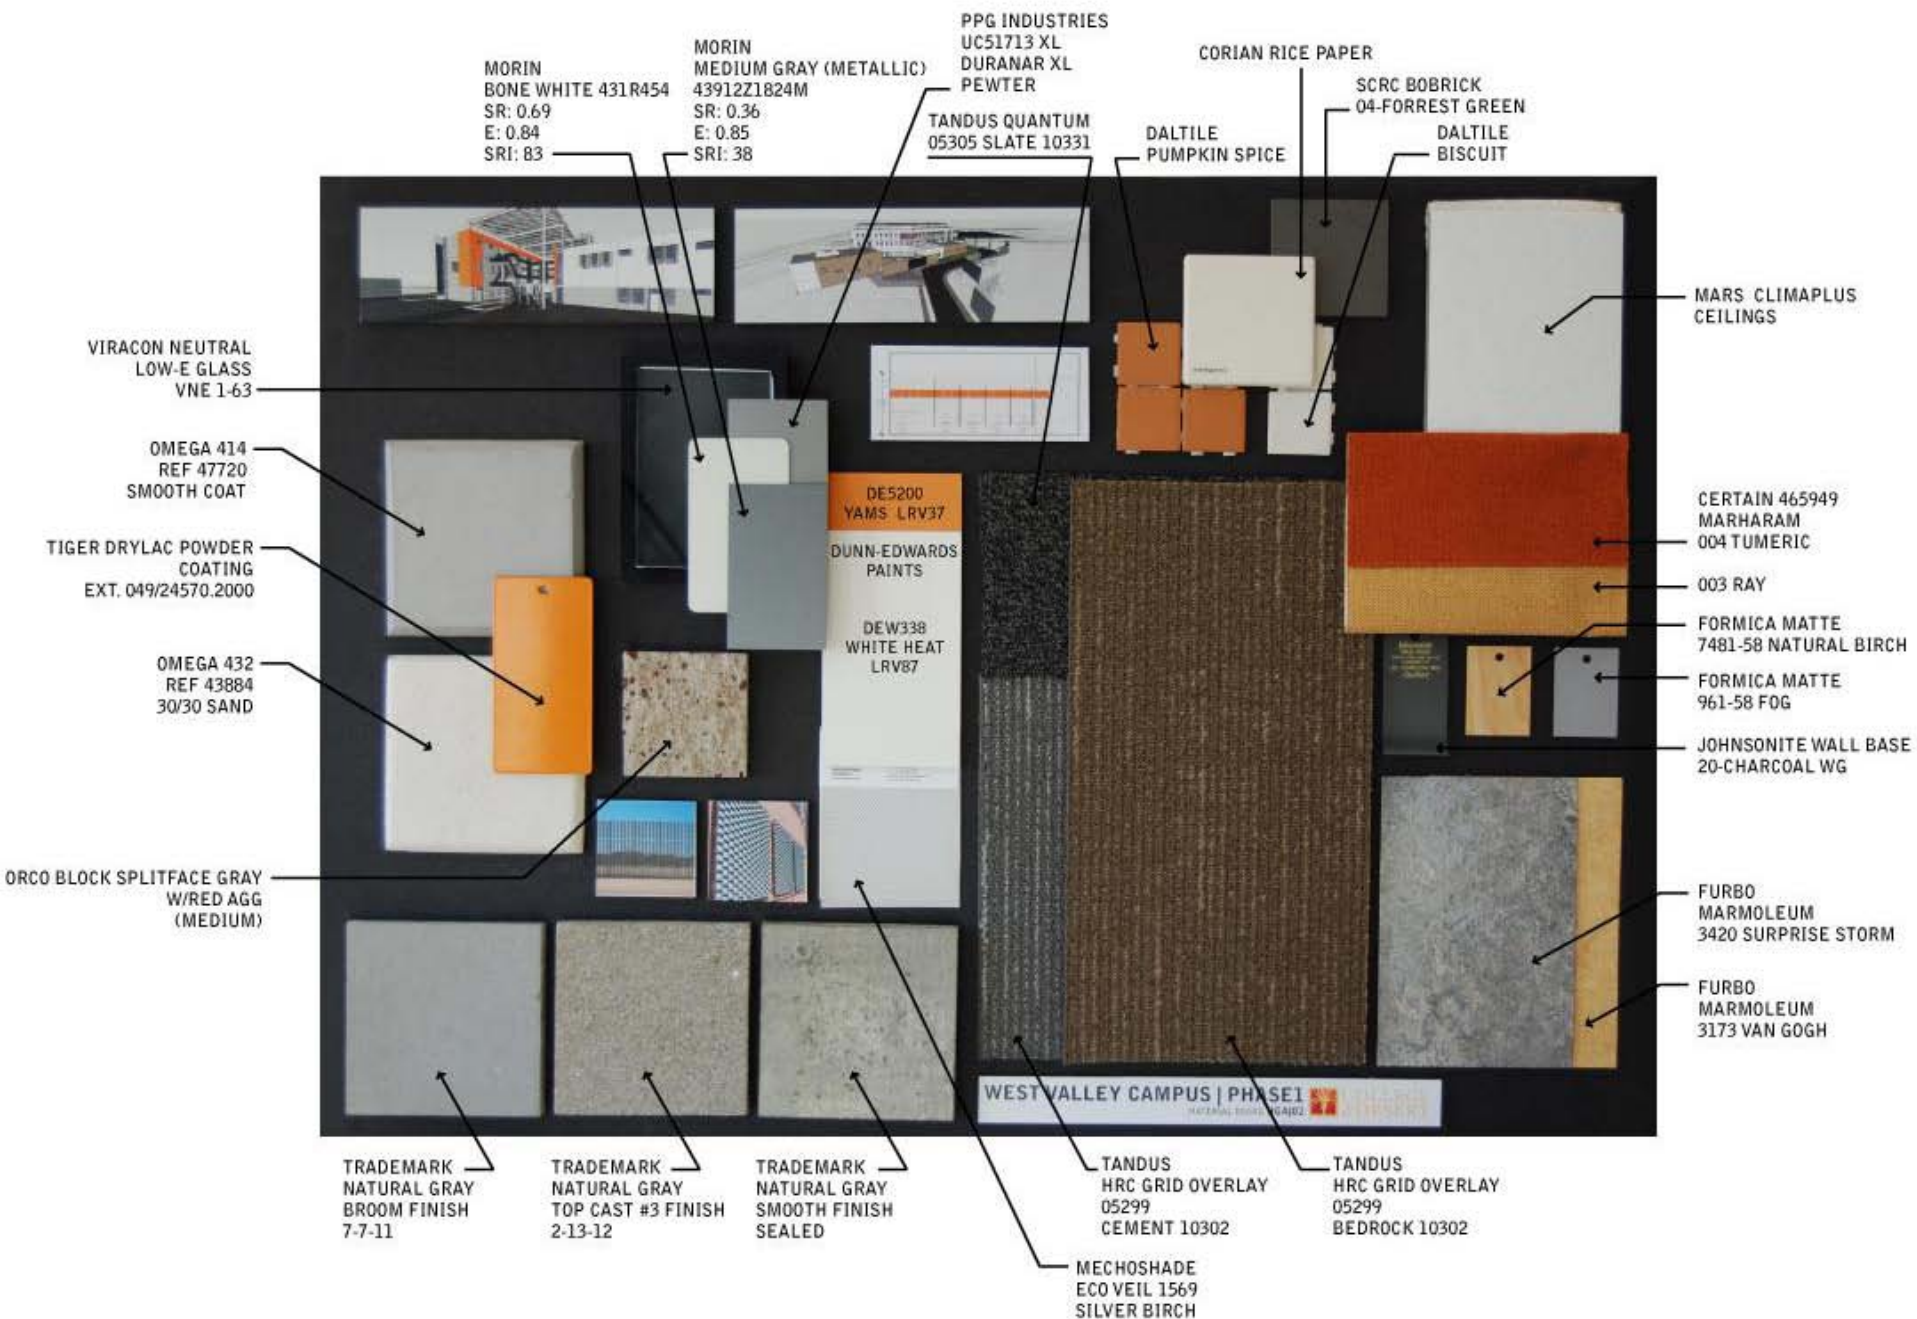 PPG INDUSTRIES
UC51713 XL
DURANAR XL
PEWTER
MORIN
BONE WHITE 431R454
SR: 0.69
E: 0.84
SRI: 83
MORIN
MEDIUM GRAY (METALLIC)
43912Z1824M
SR: 0.36
E: 0.85
SRI: 38
TANDUS QUANTUM
05305 SLATE 10331
CORIAN RICE PAPER
SCRC BOBRICK
04-FORREST GREEN
DALTILE
PUMPKIN SPICE
DALTILE
BISCUIT
MARS CLIMAPLUS
CEILINGS
VIRACON NEUTRAL
LOW-E GLASS
VNE 1-63
OMEGA 414
REF 47720
SMOOTH COAT
TIGER DRYLAC POWDER
COATING
EXT. 049/24570.2000
OMEGA 432
REF 43884
30/30 SAND
ORCO BLOCK SPLITFACE GRAY
W/RED AGG
(MEDIUM)
DE5200
YAMS LRV37
DUNN-EDWARDS
PAINTS
DEW338
WHITE HEAT
LRV87
CERTAIN 465949
MARHARAM
004 TUMERIC
003 RAY
FORMICA MATTE
7481-58 NATURAL BIRCH
FORMICA MATTE
961-58 FOG
JOHNSONITE WALL BASE
20-CHARCOAL WG
FURBO
MARMOLEUM
3420 SURPRISE STORM
FURBO
MARMOLEUM
3173 VAN GOGH
WEST VALLEY CAMPUS | PHASE1
TRADEMARK
NATURAL GRAY
BROOM FINISH
7-7-11
TRADEMARK
NATURAL GRAY
TOP CAST #3 FINISH
2-13-12
TRADEMARK
NATURAL GRAY
SMOOTH FINISH
SEALED
TANDUS
HRC GRID OVERLAY
05299
CEMENT 10302
TANDUS
HRC GRID OVERLAY
05299
BEDROCK 10302
MECHOSHADE
ECO VEIL 1569
SILVER BIRCH